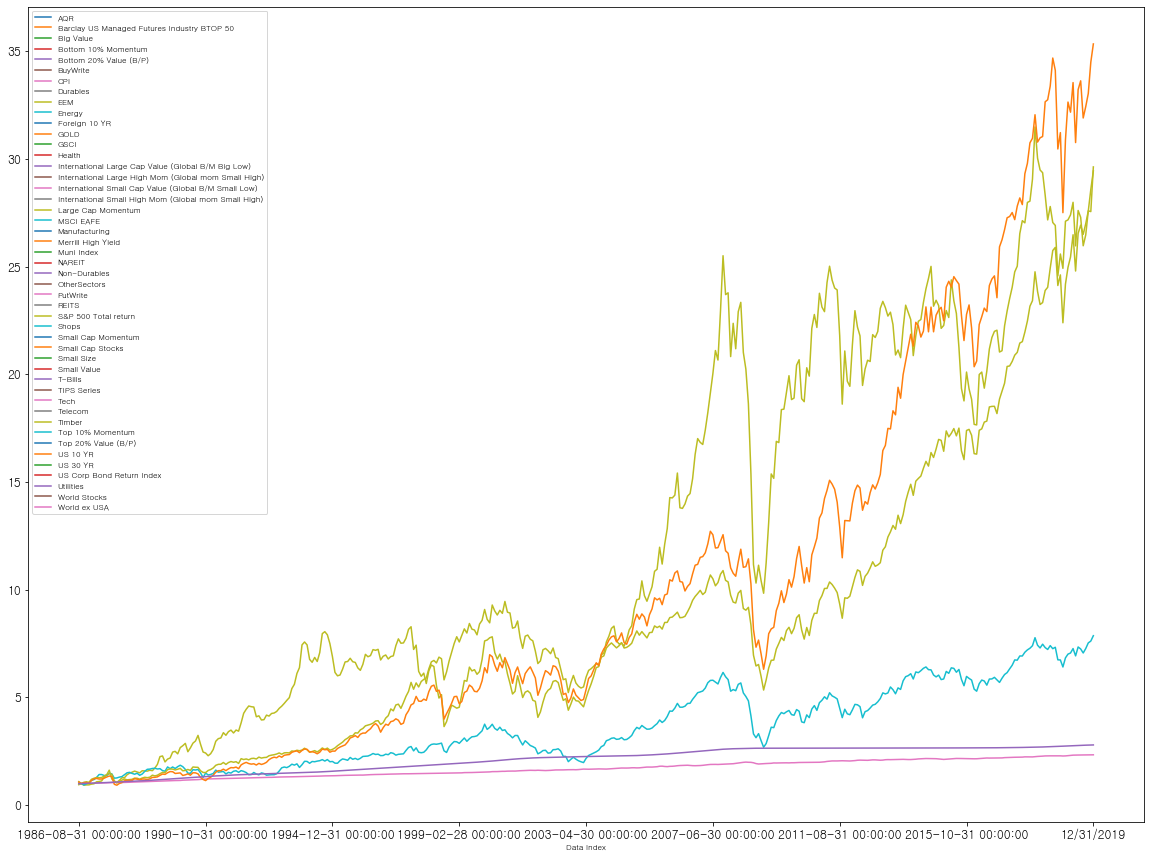 AQR
Barclay US Managed Futures Industry BTOP 50
Big Value
Bottom 10% Momentum
Bottom 20% Value (B/P)
BuyWrite
CPI
Durables
EEM
Energy
Foreign 10 YR
GOLD
GSCI
Health
International Large Cap Value (Global B/M Big Low)
International Large High Mom (Global mom Small High)
International Small Cap Value (Global B/M Small Low)
International Small High Mom (Global mom Small High)
Large Cap Momentum
MSCI EAFE
Manufacturing
Merrill High Yield
Muni Index
NAREIT
Non-Durables
OtherSectors
PutWrite
REITS
S&P 500 Total return
Shops
Small Cap Momentum
Small Cap Stocks
Small Size
Small Value
T-Bills
TIPS Series
Tech
Telecom
Timber
Top 10% Momentum
Top 20% Value (B/P)
US 10 YR
US 30 YR
US Corp Bond Return Index
Utilities
World Stocks
World ex USA
35
30
25
20
15
10
5
0
1986-08-31 00:00:00 1990-10-31 00:00:00 1994-12-31 00:00:00 1999-02-28 00:00:00 2003-04-30 00:00:00 2007-06-30 00:00:00 2011-08-31 00:00:00 2015-10-31 00:00:00 12/31/2019
Data Index